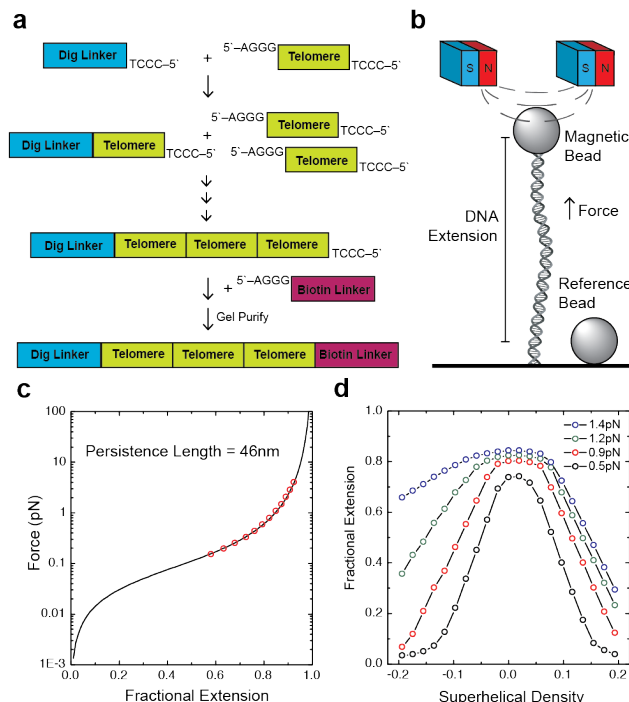 a
Dig Linker
TCCC–5`
+
5`–AGGG
Telomere
TCCC–5`
Dig Linker
Telomere
TCCC–5`
+
5`–AGGG
Telomere
TCCC–5`
5`–AGGG
Telomere
TCCC–5`
Dig Linker
Telomere
Telomere
Telomere
TCCC–5`
+
5`–AGGG
Biotin Linker
Gel Purify
Dig Linker
Telomere
Telomere
Telomere
Biotin Linker
b
S
N
S
N
Magnetic
Bead
DNA
Extension
Force
Reference
Bead
c
100
10
1
0.1
0.01
1E-3
Force (pN)
Persistence Length = 46nm
0.0
0.2
0.4
0.6
0.8
1.0
Fractional Extension
d
1.0
0.8
0.6
0.4
0.2
0.0
Fractional Extension
1.4pN
1.2pN
0.9pN
0.5pN
-0.2
-0.1
0.0
0.1
0.2
Superhelical Density